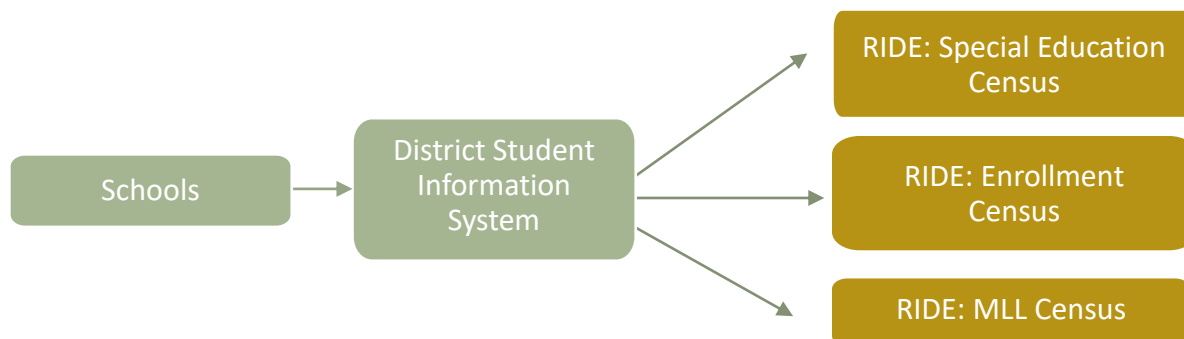 Schools
District Student
Information
System
RIDE: Special Education
Census
RIDE: Enrollment
Census
RIDE: MLL Census